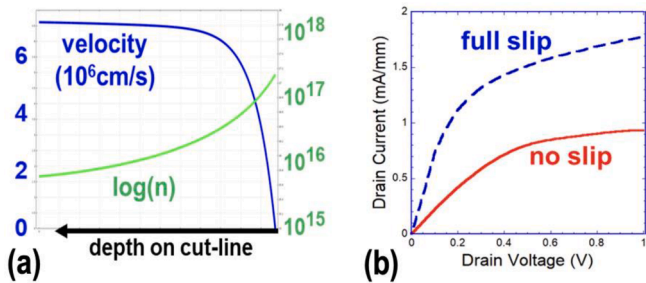 velocity
(10⁶cm/s)
log(n)
6
4
2
0
10¹⁸
10¹⁷
10¹⁶
10¹⁵
depth on cut-line
(a)
Drain Current (mA/mm)
2
1.5
1
0.5
0
full slip
no slip
0
0.2
0.4
0.6
0.8
1
Drain Voltage (V)
(b)